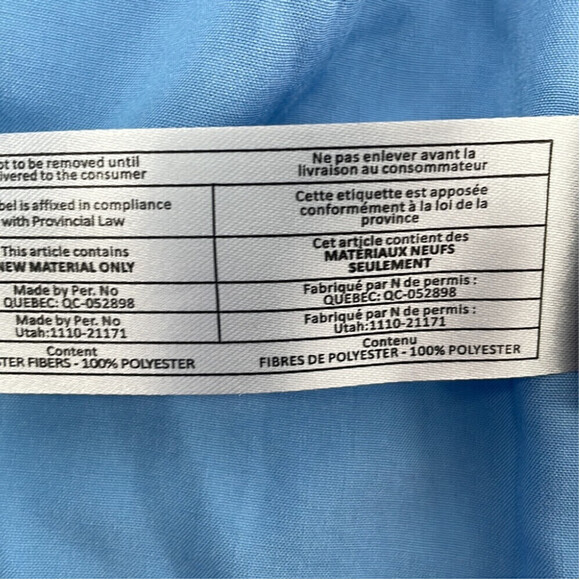 ot to be removed until
ivered to the consumer
Ne pas enlever avant la
livraison au consommateur
bel is affixed in compliance
with Provincial Law
Cette etiquette est apposée
conformément à la loi de la
province
This article contains
NEW MATERIAL ONLY
Cet article contient des
MATÉRIAUX NEUFS
SEULEMENT
Made by Per. No
QUEBEC: QC-052898
Fabriqué par N de permis :
QUEBEC: QC-052898
Made by Per. No
Utah:1110-21171
Fabriqué par N de permis :
Utah:1110-21171
Content
TER FIBERS - 100% POLYESTER
Contenu
FIBRES DE POLYESTER - 100% POLYESTER